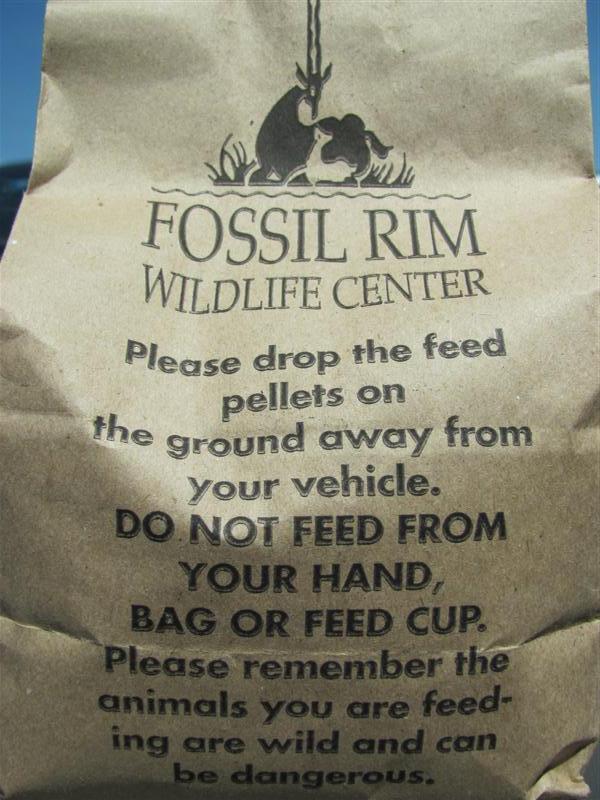 FOSSIL RIM
WILDLIFE CENTER
Please drop the feed
pellets on
the ground away from
your vehicle.
DO NOT FEED FROM
YOUR HAND,
BAG OR FEED CUP.
Please remember the
animals you are feed-
ing are wild and can
be dangerous.